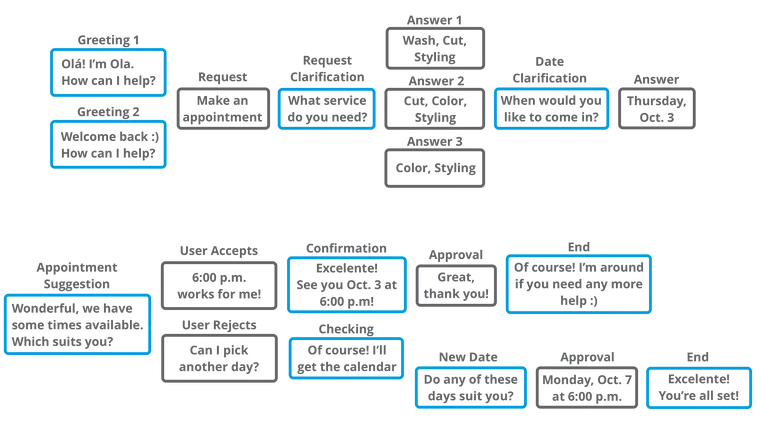 Greeting 1
Olá! I'm Ola.
How can I help?
Greeting 2
Welcome back :)
How can I help?
Request
Make an
appointment
Request
Clarification
What service
do you need?
Answer 1
Wash, Cut,
Styling
Answer 2
Cut, Color,
Styling
Answer 3
Color, Styling
Date
Clarification
When would you
like to come in?
Answer
Thursday,
Oct. 3
Appointment
Suggestion
Wonderful, we have
some times available.
Which suits you?
User Accepts
6:00 p.m.
works for me!
Confirmation
Excelente!
See you Oct. 3 at
6:00 p.m!
Approval
Great,
thank you!
End
Of course! I'm around
if you need any more
help :)
User Rejects
Can I pick
another day?
Checking
Of course! I'll
get the calendar
New Date
Do any of these
days suit you?
Approval
Monday, Oct. 7
at 6:00 p.m.
End
Excelente!
You're all set!